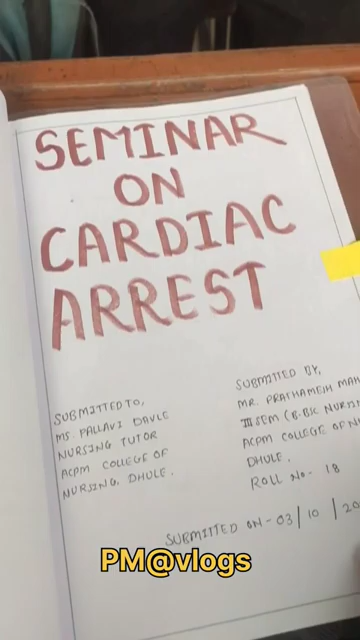 SEMINAR
ON
CARDIAC
ARREST
SUBMITTED TO,
MS PALLAVI DAVLE
NURSING TUTOR
ACPM COLLEGE OF
NURSING. DHULE.
SUBMITTED BY,
MR. PRATHAMESH
III SEM (B.BSC
ACPM COLLEGE OF
DHULE.
ROLL NO- 18
SUBMITTED ON - 03/10/20
PM@vlogs